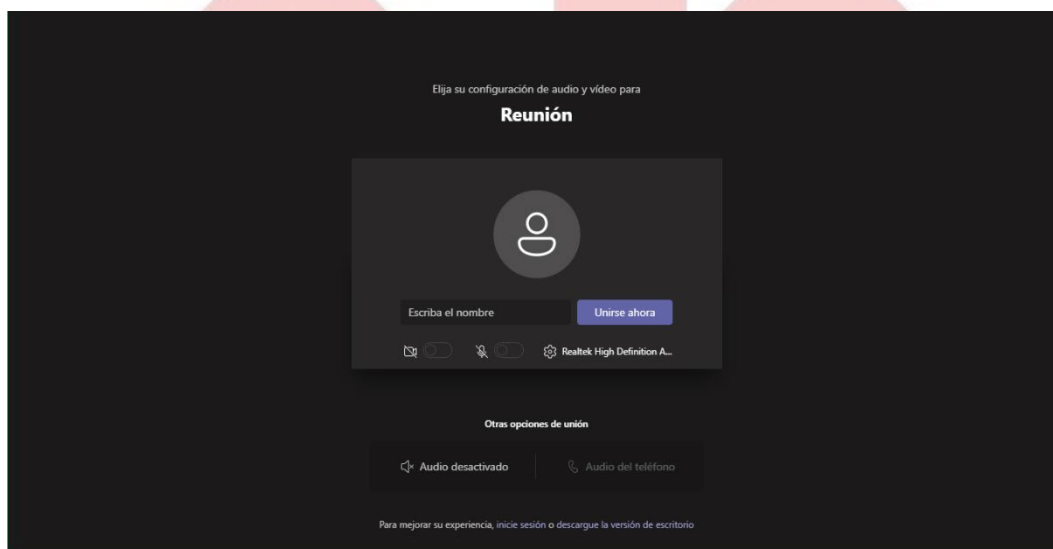 Elija su configuración de audio y vídeo para
Reunión
Escriba el nombre
Unirse ahora
Realtek High Definition A...
Otras opciones de unión
Audio desactivado
Audio del teléfono
Para mejorar su experiencia, inicie sesión o descargue la versión de escritorio